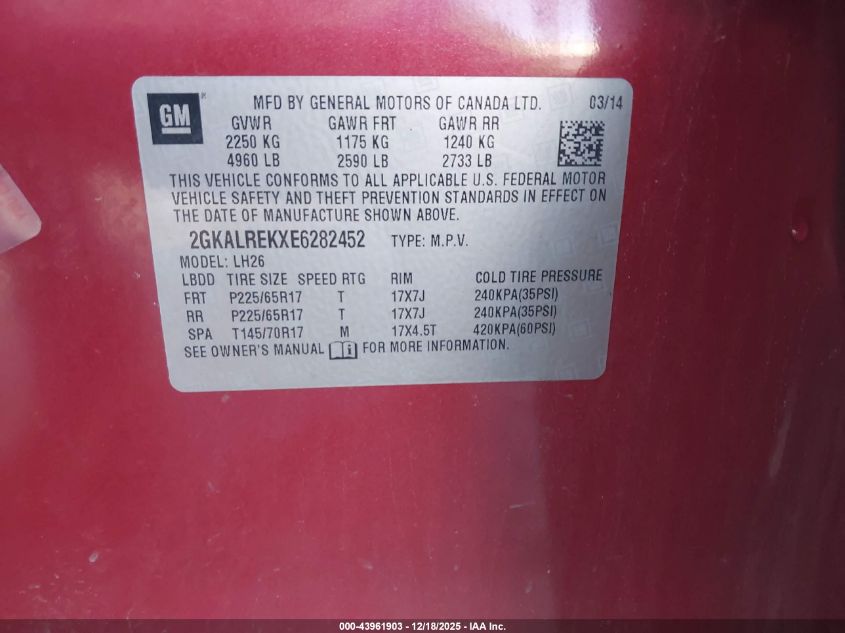 GM
MFD BY GENERAL MOTORS OF CANADA LTD. 03/14
GVWR GAWR FRT GAWR RR
2250 KG 1175 KG 1240 KG
4960 LB 2590 LB 2733 LB
THIS VEHICLE CONFORMS TO ALL APPLICABLE U.S. FEDERAL MOTOR
VEHICLE SAFETY AND THEFT PREVENTION STANDARDS IN EFFECT ON
THE DATE OF MANUFACTURE SHOWN ABOVE.
2GKALREKXE6282452 TYPE: M.P.V.
MODEL: LH26
LBDD TIRE SIZE SPEED RTG RIM COLD TIRE PRESSURE
FRT P225/65R17 T 17X7J 240KPA(35PSI)
RR P225/65R17 T 17X7J 240KPA(35PSI)
SPA T145/70R17 M 17X4.5T 420KPA(60PSI)
SEE OWNER'S MANUAL FOR MORE INFORMATION.
000-43961903 - 12/18/2025 - IAA Inc.